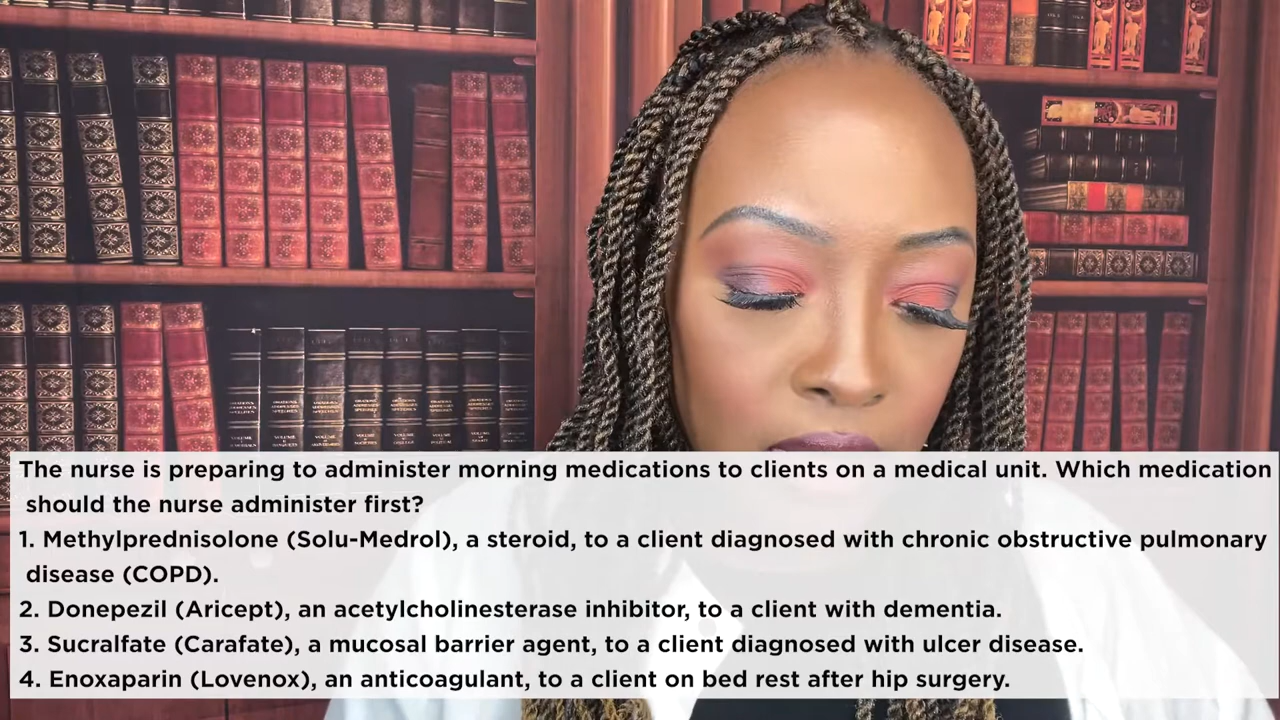 The nurse is preparing to administer morning medications to clients on a medical unit. Which medication
should the nurse administer first?
1. Methylprednisolone (Solu-Medrol), a steroid, to a client diagnosed with chronic obstructive pulmonary
disease (COPD).
2. Donepezil (Aricept), an acetylcholinesterase inhibitor, to a client with dementia.
3. Sucralfate (Carafate), a mucosal barrier agent, to a client diagnosed with ulcer disease.
4. Enoxaparin (Lovenox), an anticoagulant, to a client on bed rest after hip surgery.